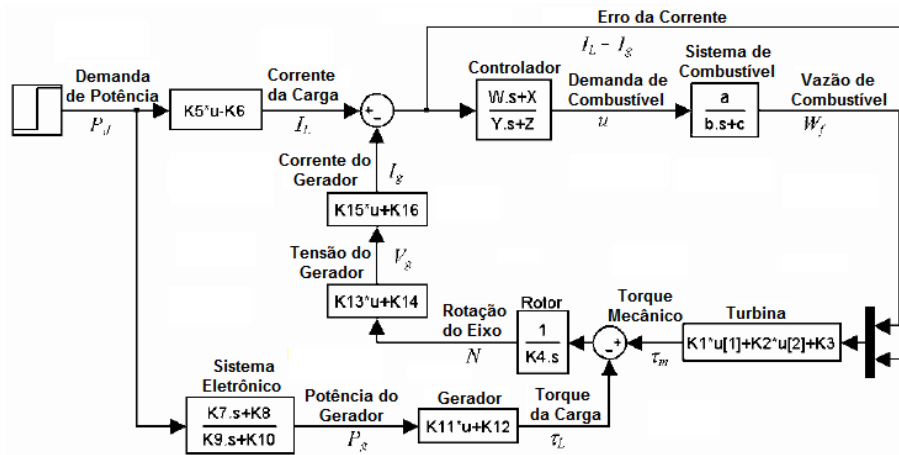 Erro da Corrente
I_L - I_g
Demanda
de Potência
P_d
K5*u-K6
Corrente
da Carga
I_L
+
-
Controlador
W.s+X
Y.s+Z
Demanda de
Combustível
u
Sistema de
Combustível
a
b.s+c
Vazão de
Combustível
W_f
Corrente do
Gerador
I_g
K15*u+K16
Tensão do
Gerador
V_g
K13*u+K14
Rotação
do Eixo
N
Rotor
1
K4.s
-
+
Torque
Mecânico
τ_m
Turbina
K1*u[1]+K2*u[2]+K3
Sistema
Eletrônico
K7.s+K8
K9.s+K10
Potência do
Gerador
P_g
Gerador
K11*u+K12
Torque
da Carga
τ_L